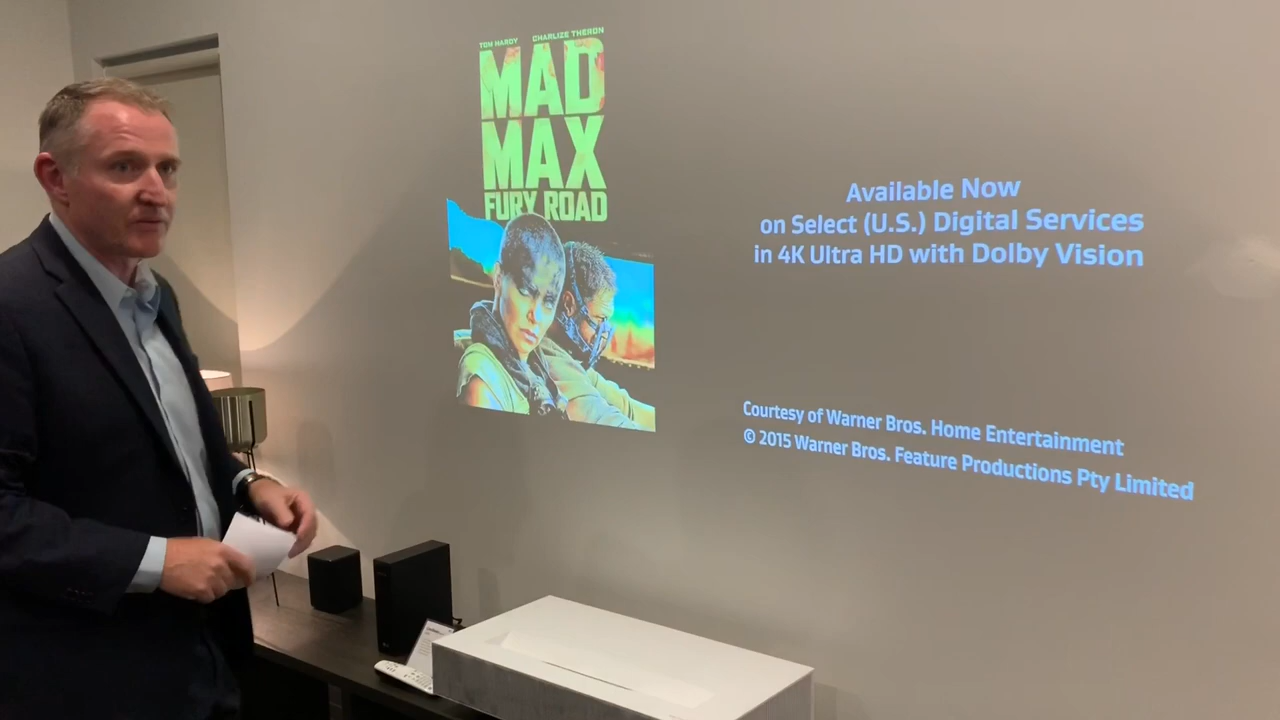 TOM HARDY CHARLIZE THERON
MAD
MAX
FURY ROAD
Available Now
on Select (U.S.) Digital Services
in 4K Ultra HD with Dolby Vision
Courtesy of Warner Bros. Home Entertainment
© 2015 Warner Bros. Feature Productions Pty Limited